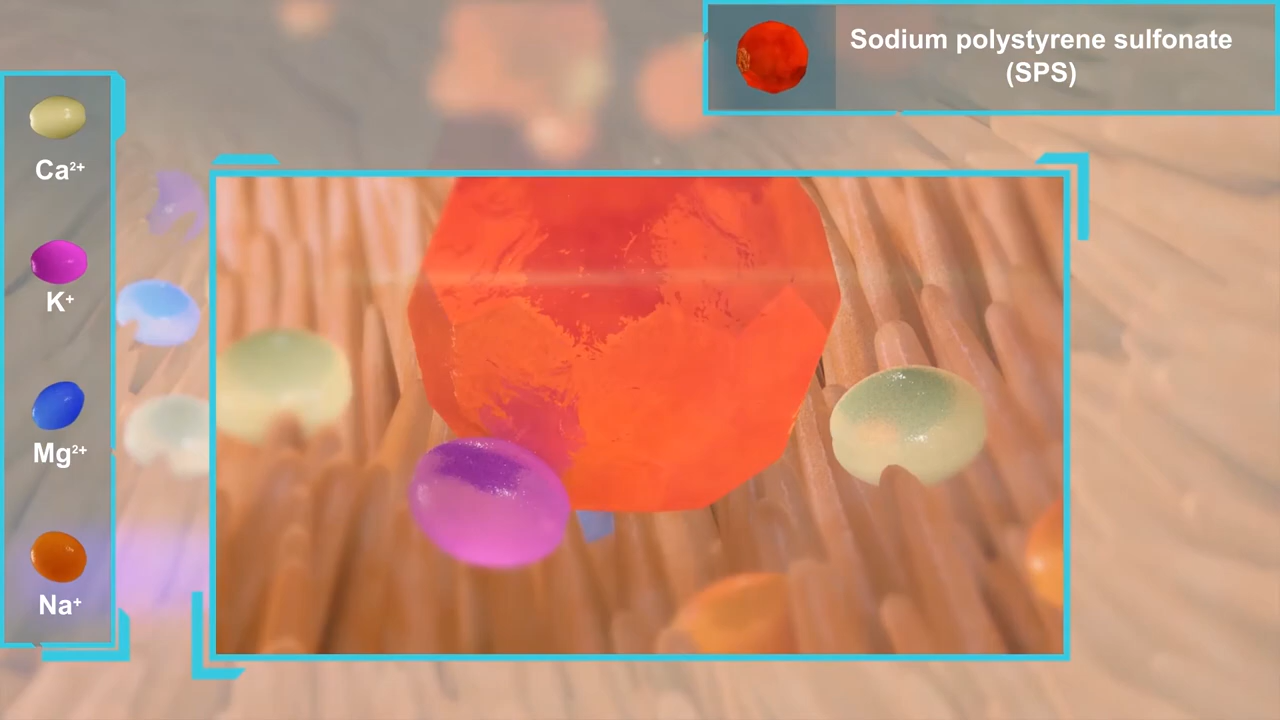 Sodium polystyrene sulfonate
(SPS)
Ca²⁺
K⁺
Mg²⁺
Na⁺